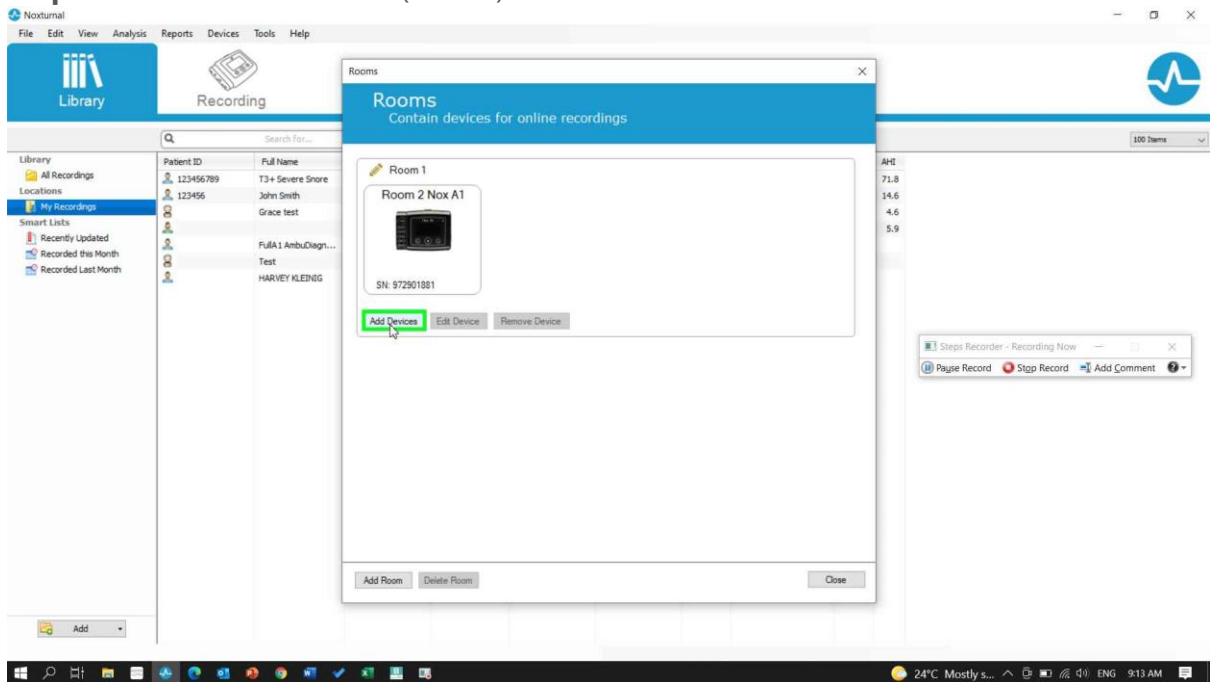 Noxturnal
File Edit View Analysis Reports Devices Tools Help
Library
Recording
Search for...
100 Items
Library
All Recordings
Locations
My Recordings
Smart Lists
Recently Updated
Recorded this Month
Recorded Last Month
Patient ID Full Name AHI
123456789 T3+ Severe Snore 71.8
123456 John Smith 14.6
Grace test 4.6
5.9
FullA1 AmbuDiagn...
Test
HARVEY KLEINIG
Rooms
Rooms
Contain devices for online recordings
Room 1
Room 2 Nox A1
SN: 972901881
Add Devices Edit Device Remove Device
Add Room Delete Room Close
Steps Recorder - Recording Now
Pause Record Stop Record Add Comment
Add
24°C Mostly s... ENG 9:13 AM